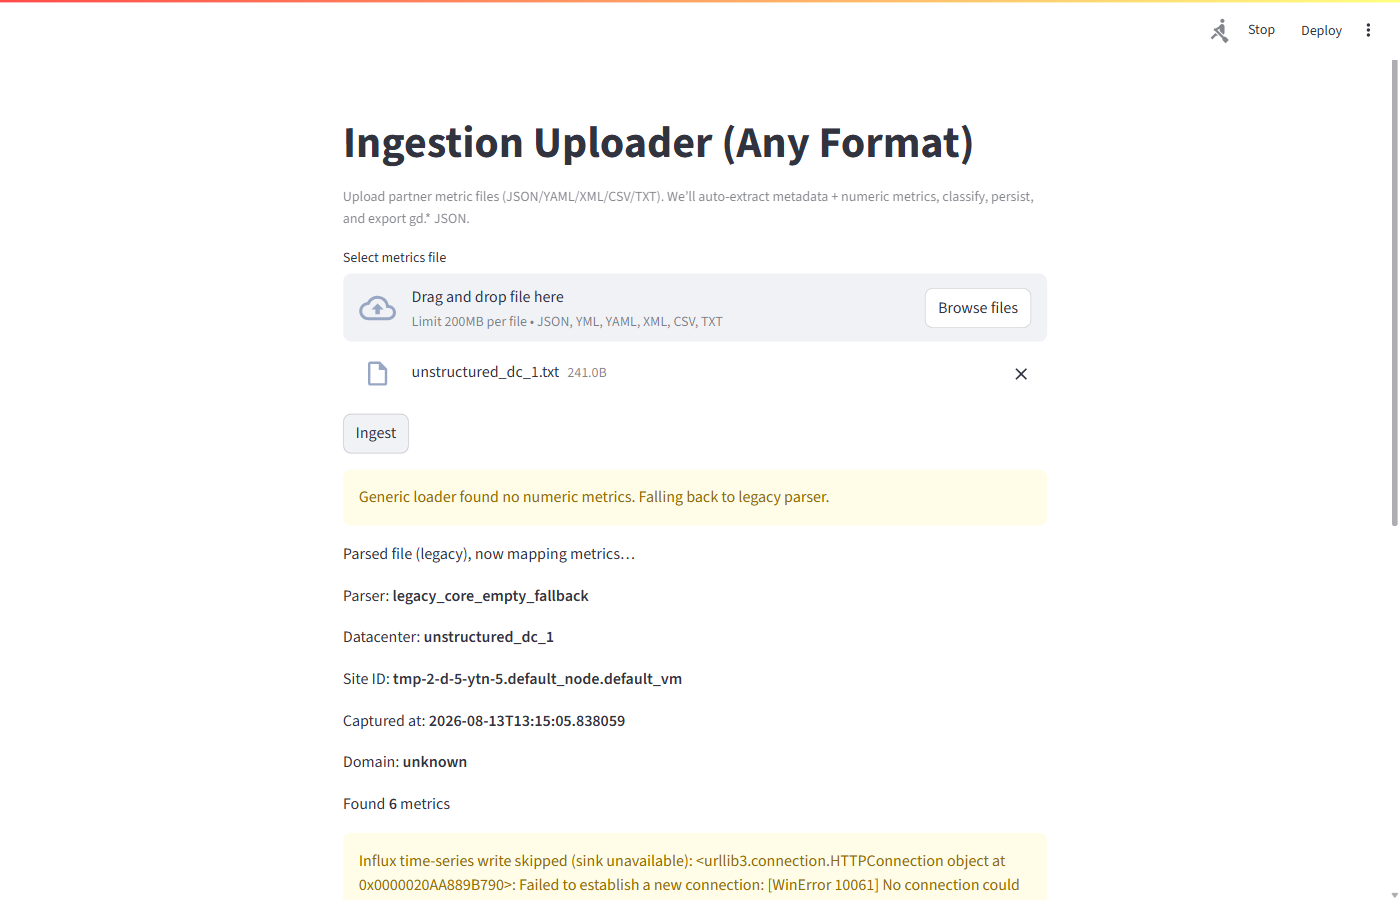 Stop
Deploy
Ingestion Uploader (Any Format)
Upload partner metric files (JSON/YAML/XML/CSV/TXT). We'll auto-extract metadata + numeric metrics, classify, persist,
and export gd.* JSON.
Select metrics file
Drag and drop file here
Limit 200MB per file • JSON, YML, YAML, XML, CSV, TXT
Browse files
unstructured_dc_1.txt 241.0B
Ingest
Generic loader found no numeric metrics. Falling back to legacy parser.
Parsed file (legacy), now mapping metrics…
Parser: legacy_core_empty_fallback
Datacenter: unstructured_dc_1
Site ID: tmp-2-d-5-ytn-5.default_node.default_vm
Captured at: 2026-08-13T13:15:05.838059
Domain: unknown
Found 6 metrics
Influx time-series write skipped (sink unavailable): <urllib3.connection.HTTPConnection object at
0x0000020AA889B790>: Failed to establish a new connection: [WinError 10061] No connection could